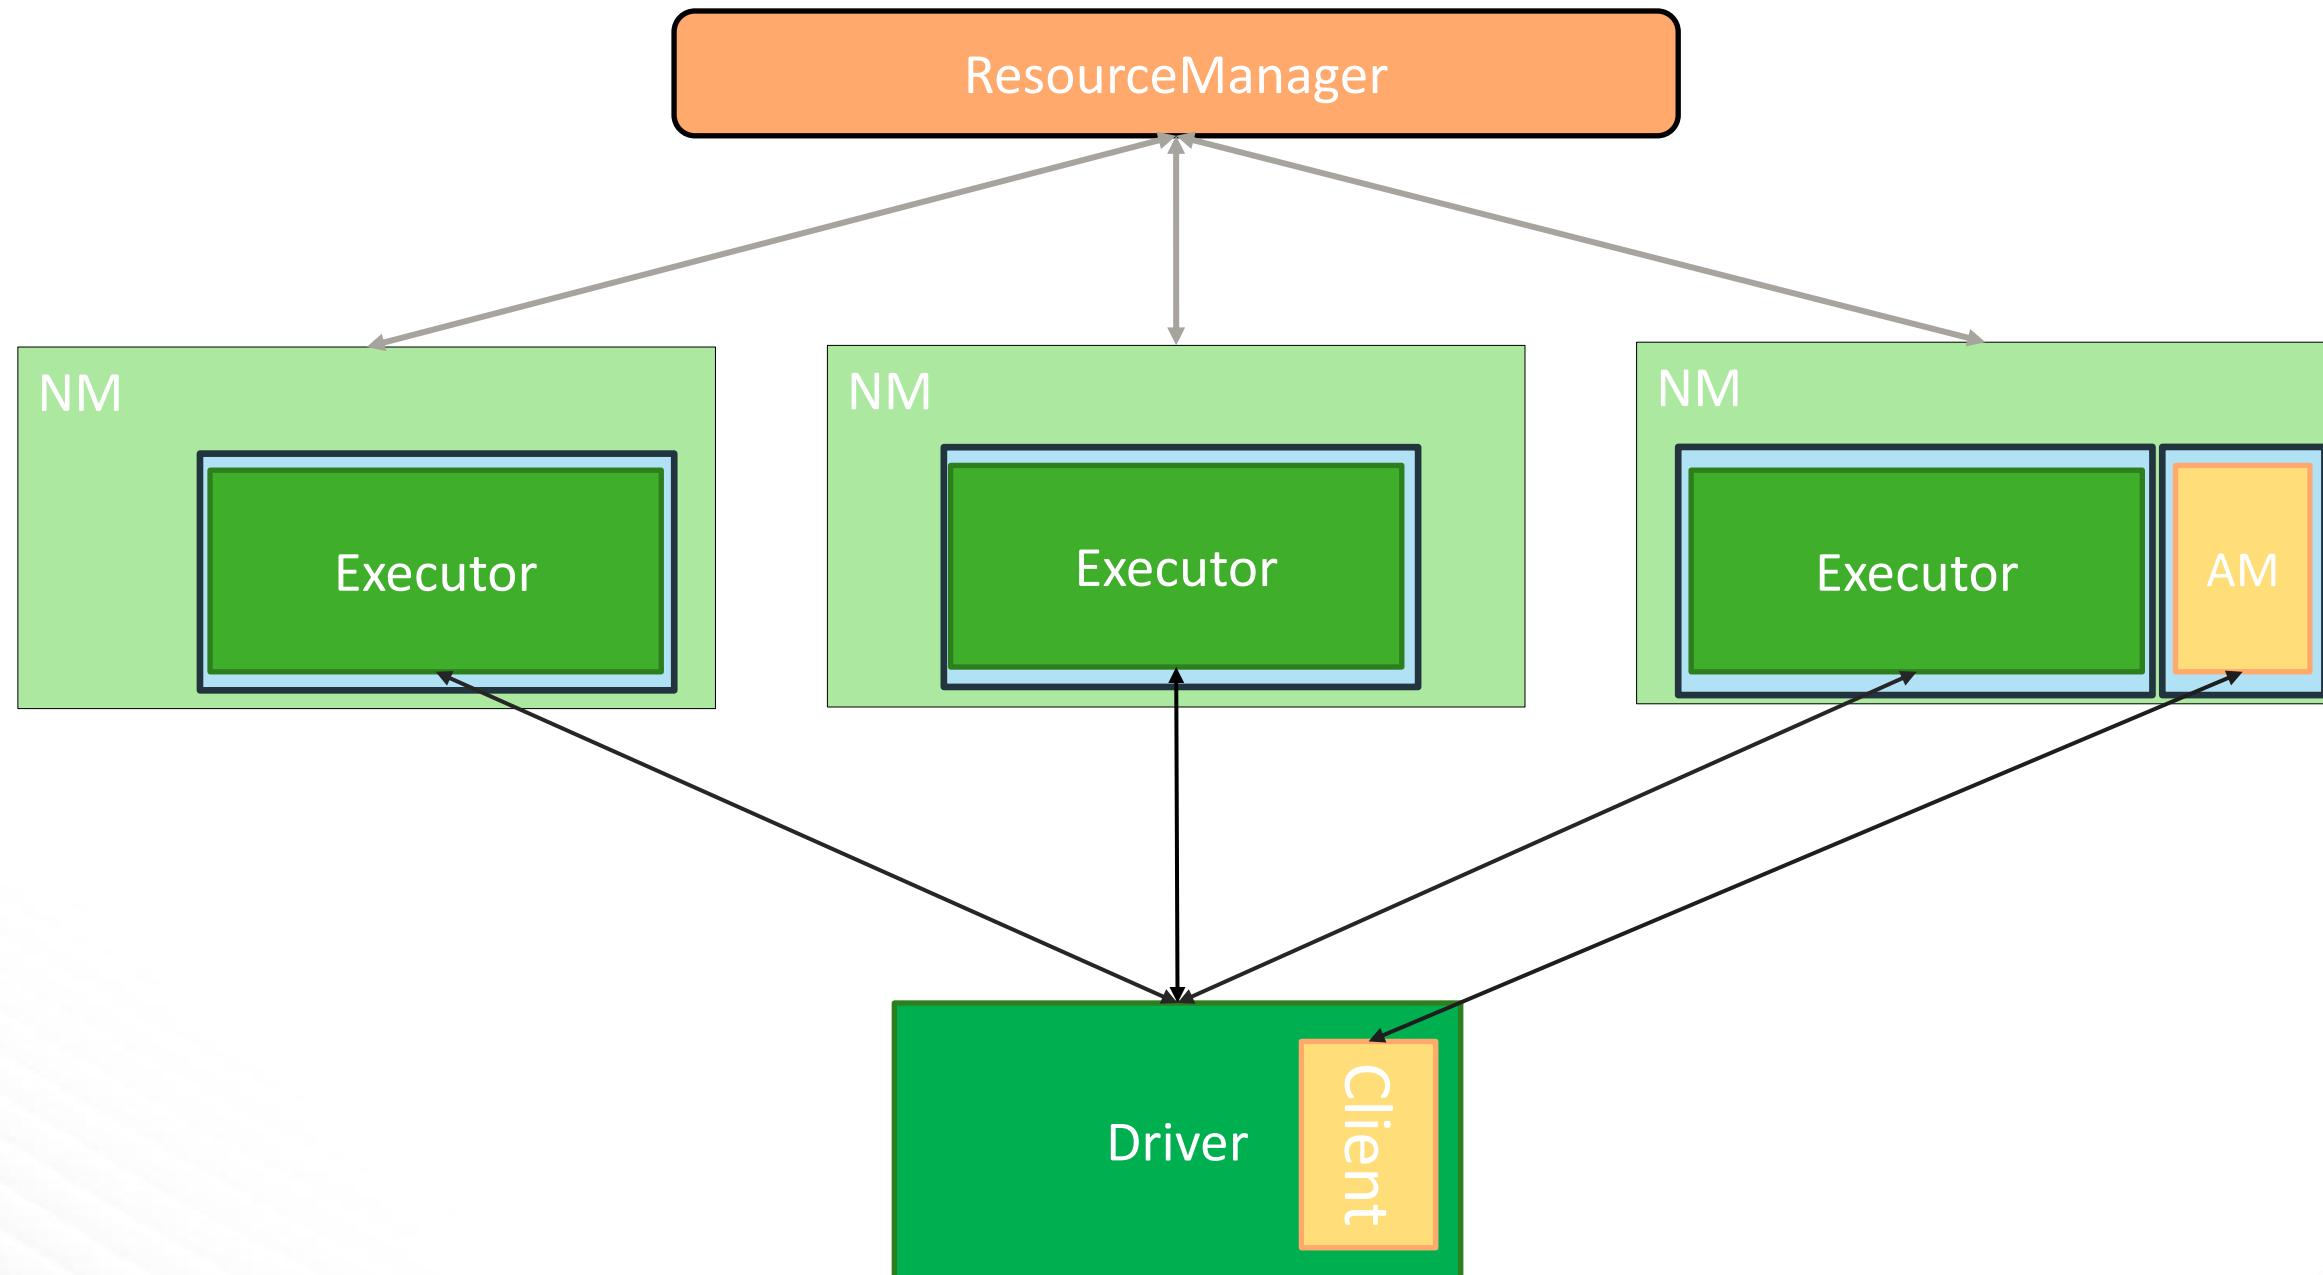 ResourceManager
NM
NM
NM
Executor
Executor
Executor
AM
Driver
Client